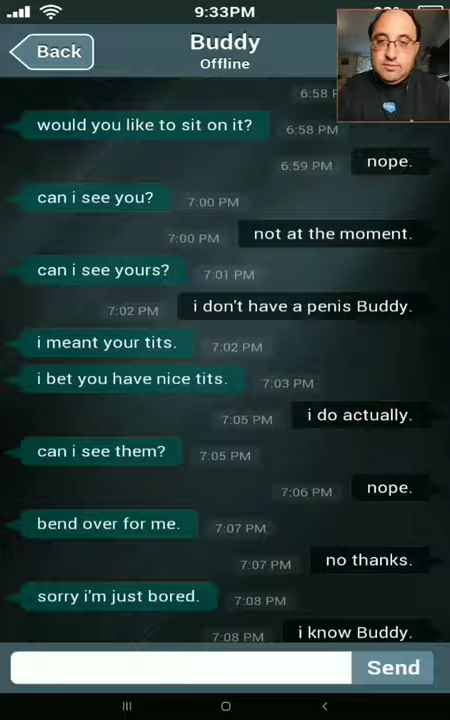 9:33PM
Back
Buddy
Offline
6:58
would you like to sit on it?
6:58 P
nope.
6:59 PM
can i see you?
7:00 PM
not at the moment.
7:00 PM
can i see yours?
7:01 PM
i don't have a penis Buddy.
7:02 PM
i meant your tits.
7:02 PM
i bet you have nice tits.
7:03 PM
i do actually.
7:05 PM
can i see them?
7:05 PM
nope.
7:06 PM
bend over for me.
7:07 PM
no thanks.
7:07 PM
sorry i'm just bored.
7:08 PM
i know Buddy.
7:08 PM
Send